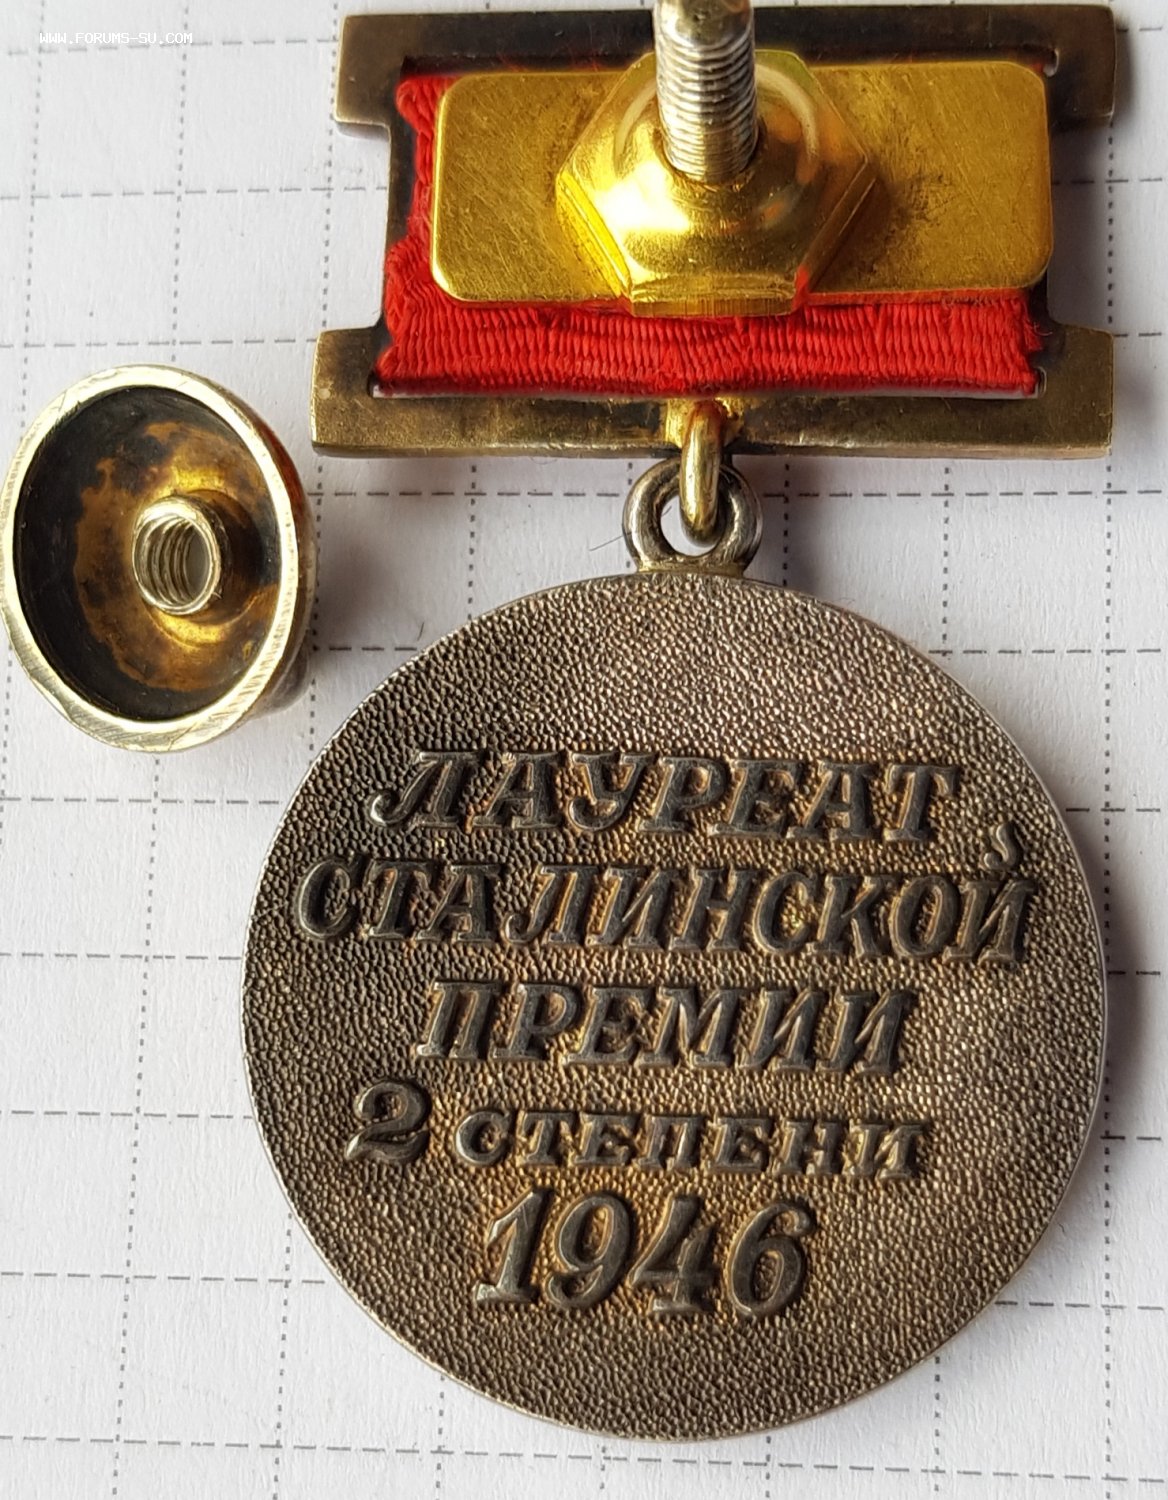 WWW.FORUMS-SU.COM
ЛАУРЕАТ
СТАЛИНСКОЙ
ПРЕМИИ
2 СТЕПЕНИ
1946